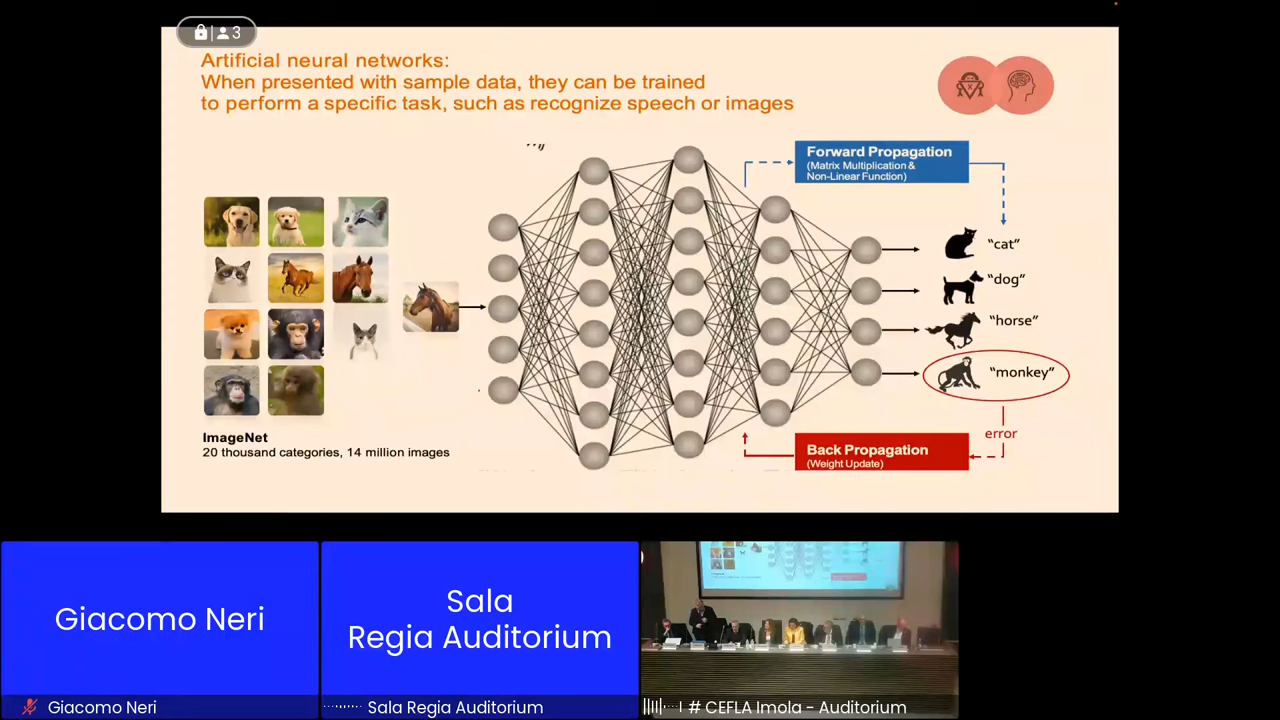 3
Artificial neural networks:
When presented with sample data, they can be trained
to perform a specific task, such as recognize speech or images
Forward Propagation
(Matrix Multiplication &
Non-Linear Function)
“cat”
“dog”
“horse”
“monkey”
error
Back Propagation
(Weight Update)
ImageNet
20 thousand categories, 14 million images
Giacomo Neri
Sala
Regia Auditorium
Giacomo Neri
Sala Regia Auditorium
# CEFLA Imola - Auditorium